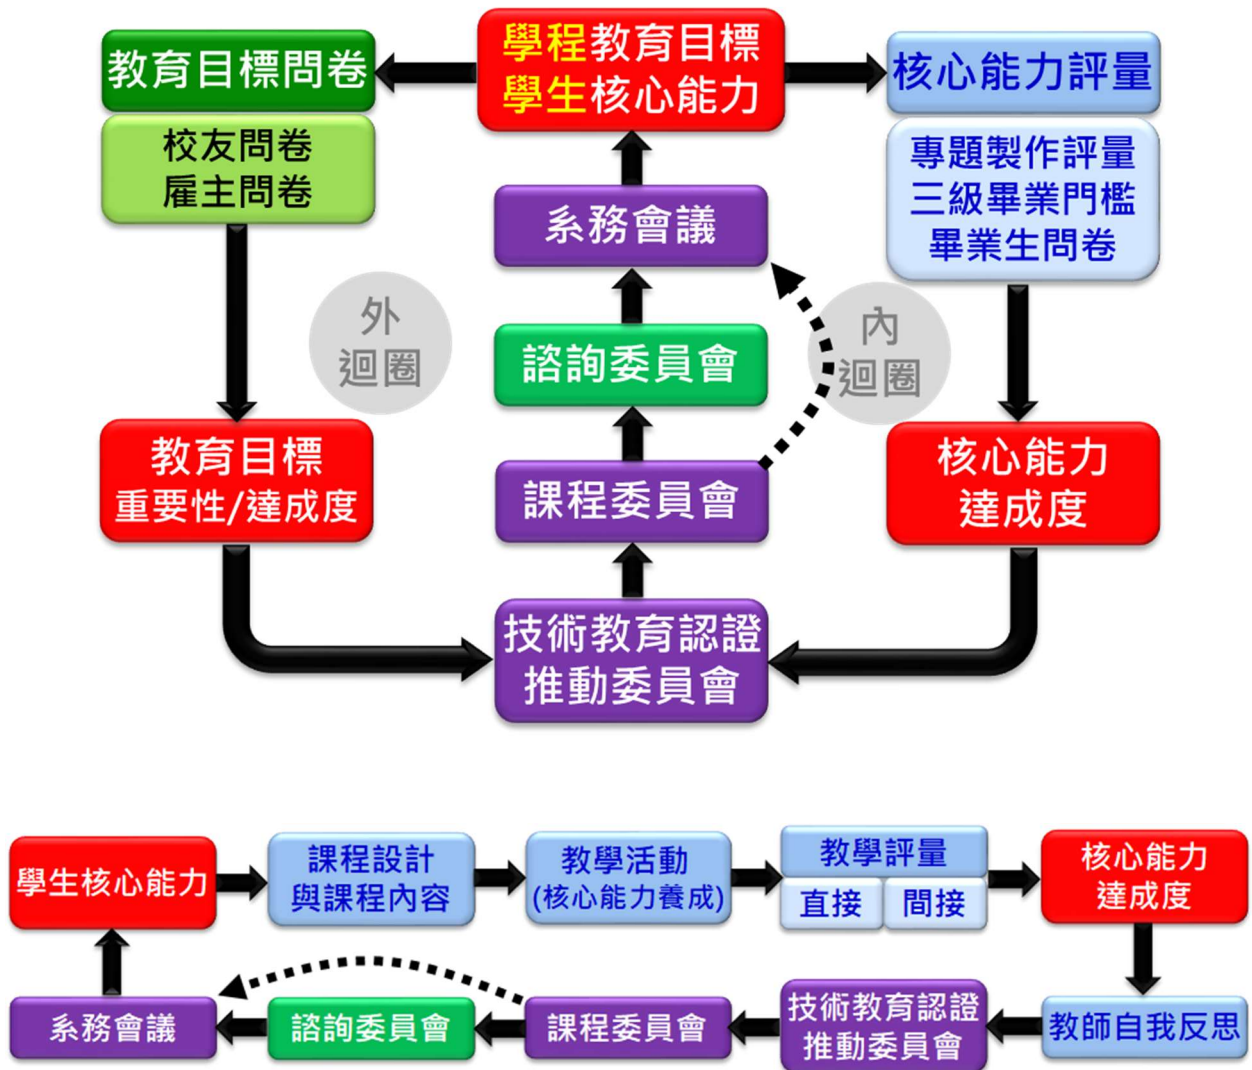 教育目標問卷
校友問卷
雇主問卷
學程教育目標
學生核心能力
核心能力評量
專題製作評量
三級畢業門檻
畢業生問卷
系務會議
外
迴圈
內
迴圈
諮詢委員會
教育目標
重要性/達成度
課程委員會
核心能力
達成度
技術教育認證
推動委員會
學生核心能力
課程設計
與課程內容
教學活動
(核心能力養成)
教學評量
直接
間接
核心能力
達成度
系務會議
諮詢委員會
課程委員會
技術教育認證
推動委員會
教師自我反思